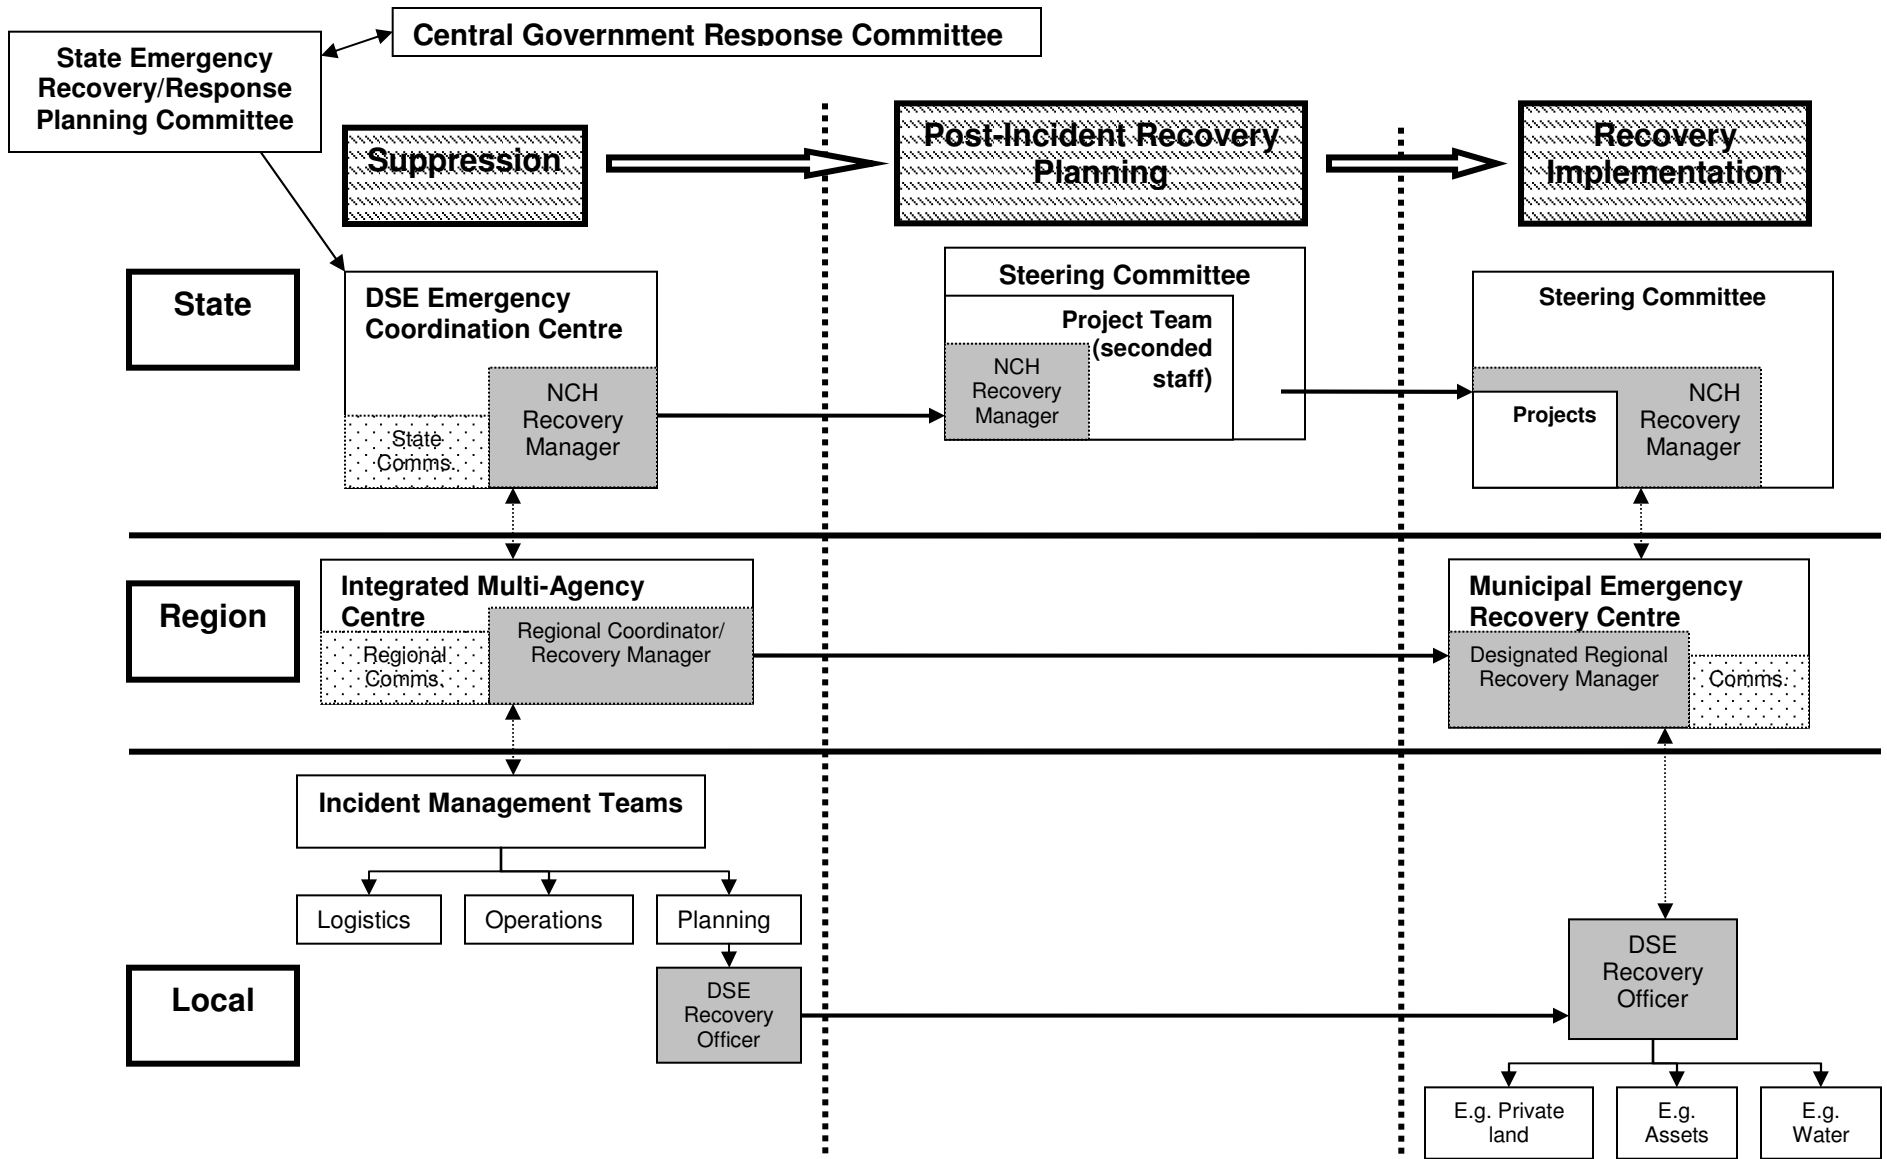 Central Government Response Committee
State Emergency
Recovery/Response
Planning Committee
Suppression
Post-Incident Recovery
Planning
Recovery
Implementation
State
DSE Emergency
Coordination Centre
NCH
Recovery
Manager
State
Comms.
Steering Committee
Project Team
(seconded
staff)
NCH
Recovery
Manager
Steering Committee
NCH
Recovery
Manager
Projects
Region
Integrated Multi-Agency
Centre
Regional Coordinator/
Recovery Manager
Regional
Comms.
Municipal Emergency
Recovery Centre
Designated Regional
Recovery Manager
Comms.
Incident Management Teams
Logistics
Operations
Planning
Local
DSE
Recovery
Officer
DSE
Recovery
Officer
E.g. Private
land
E.g.
Assets
E.g.
Water